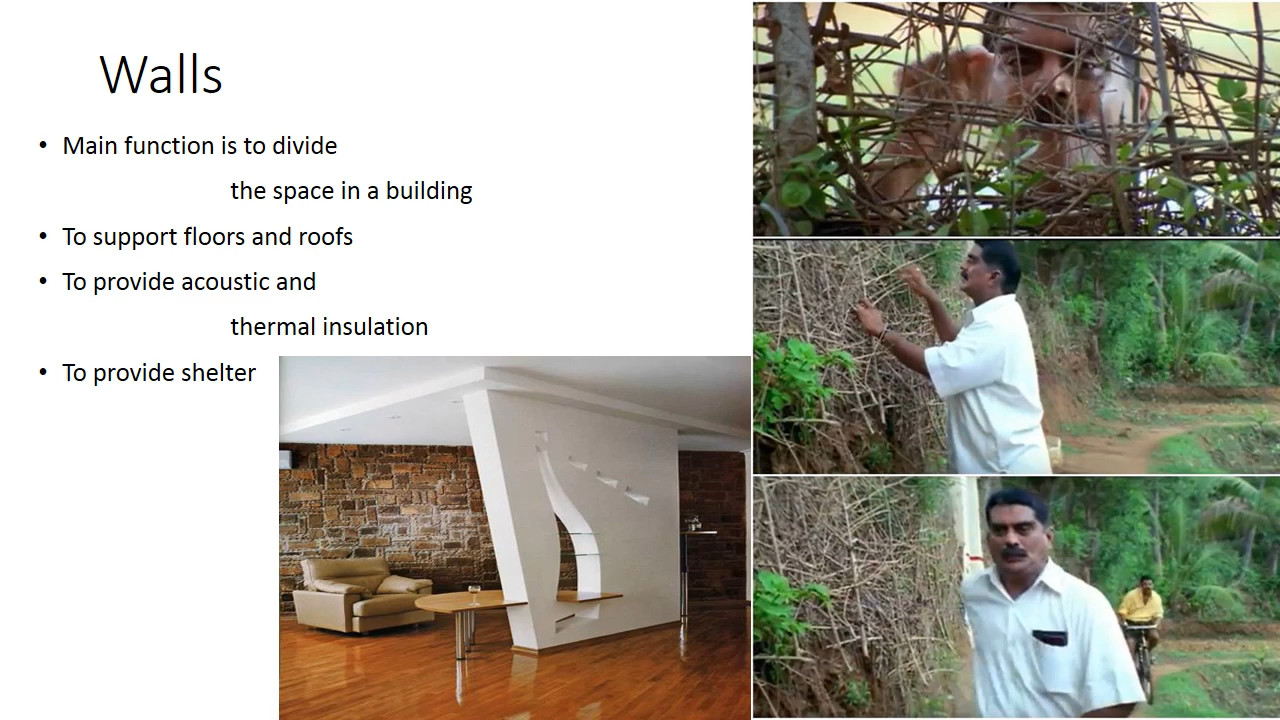 Walls
• Main function is to divide
the space in a building
• To support floors and roofs
• To provide acoustic and
thermal insulation
• To provide shelter